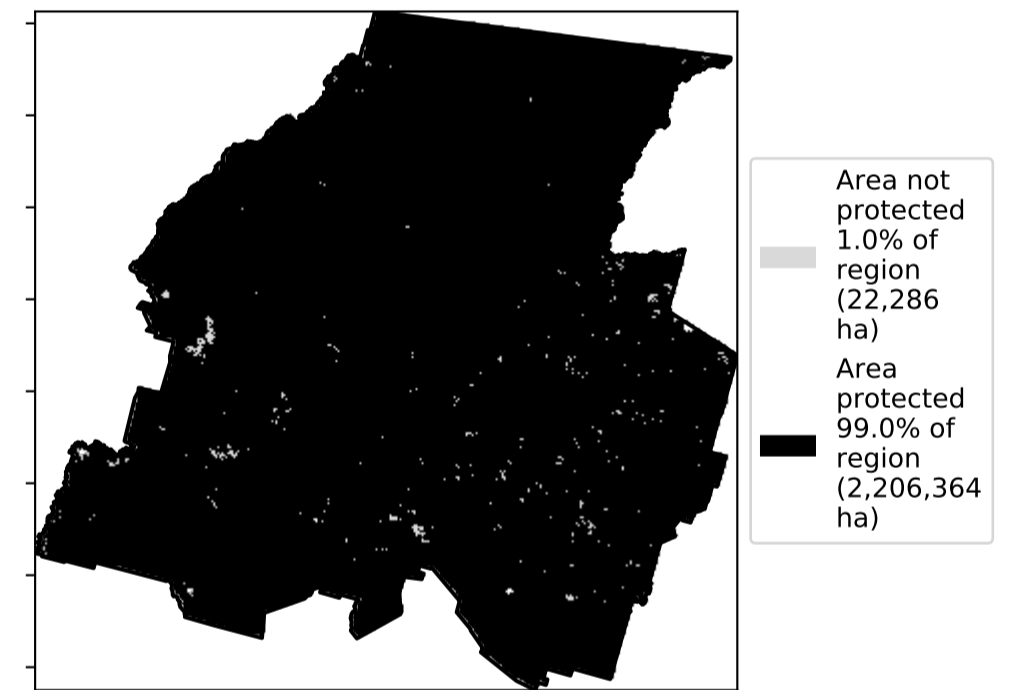 Area not
protected
1.0% of
region
(22,286
ha)
Area
protected
99.0% of
region
(2,206,364
ha)